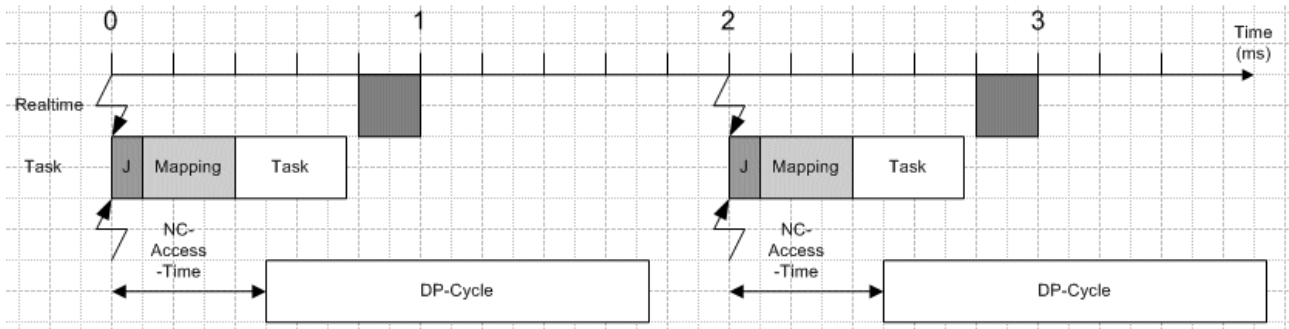 0
1
2
3
Time
(ms)
Realtime
Task
J
Mapping
Task
J
Mapping
Task
NC-
Access
-Time
NC-
Access
-Time
DP-Cycle
DP-Cycle